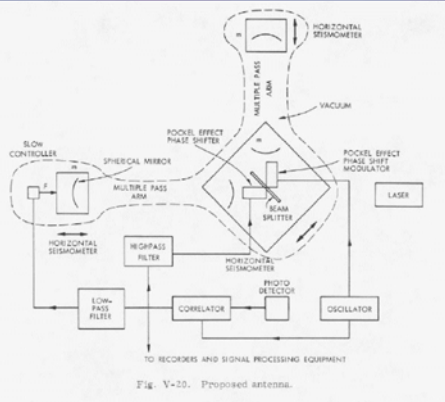 HORIZONTAL
SEISMOMETER
m
MULTIPLE PASS
ARM
VACUUM
SLOW
CONTROLLER
SPHERICAL MIRROR
POCKEL EFFECT
PHASE SHIFTER
m
F
MULTIPLE PASS
ARM
POCKEL EFFECT
PHASE SHIFT
MODULATOR
LASER
BEAM
SPLITTER
HORIZONTAL
SEISMOMETER
HIGHPASS
FILTER
HORIZONTAL
SEISMOMETER
PHOTO
DETECTOR
LOW-
PASS
FILTER
CORRELATOR
OSCILLATOR
TO RECORDERS AND SIGNAL PROCESSING EQUIPMENT
Fig. V-20. Proposed antenna.